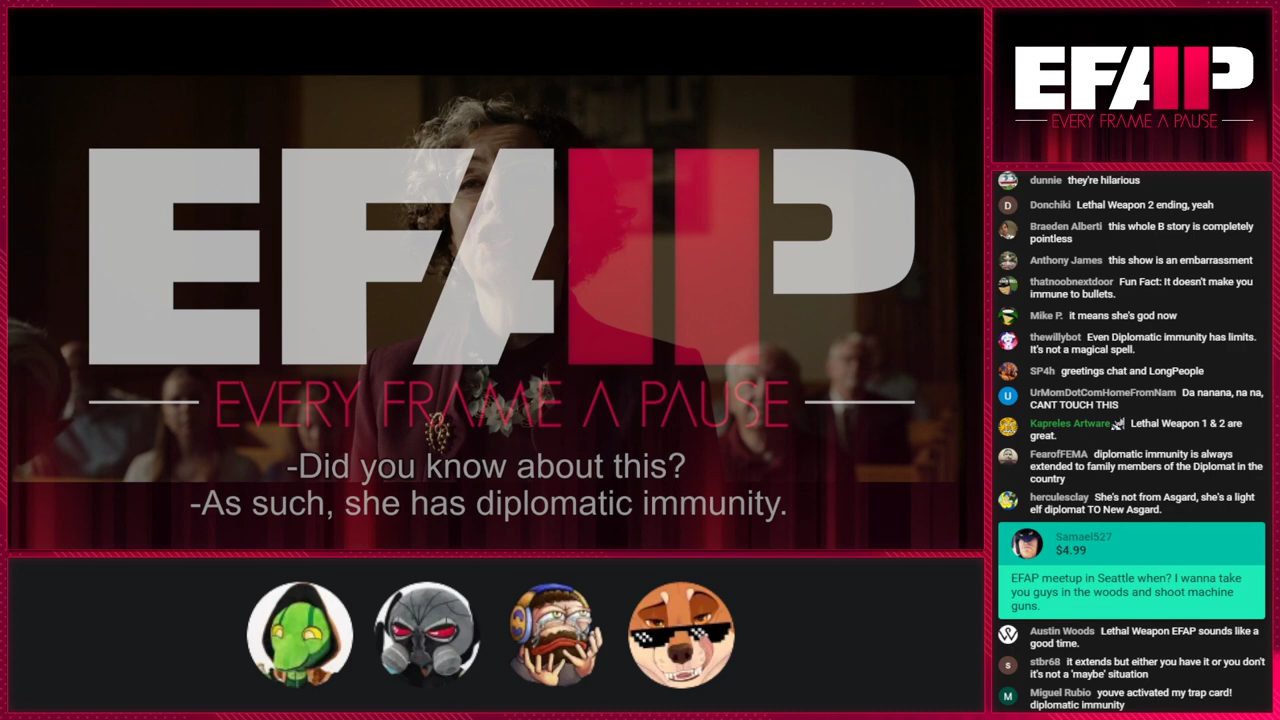 EFAP
EVERY FRAME A PAUSE
-Did you know about this?
-As such, she has diplomatic immunity.
EFAP
EVERY FRAME A PAUSE
dunnie they're hilarious
D
Donchiki Lethal Weapon 2 ending, yeah
Braeden Alberti this whole B story is completely
pointless
Anthony James this show is an embarrassment
thatnoobnextdoor Fun Fact: It doesn't make you
immune to bullets.
Mike P. it means she's god now
thewillybot Even Diplomatic immunity has limits.
It's not a magical spell.
SP4h greetings chat and LongPeople
U
UrMomDotComHomeFromNam Da nanana, na na,
CANT TOUCH THIS
Kapreles Artware Lethal Weapon 1 & 2 are
great.
FearofFEMA diplomatic immunity is always
extended to family members of the Diplomat in the
country
herculesclay She's not from Asgard, she's a light
elf diplomat TO New Asgard.
Samael527
$4.99
EFAP meetup in Seattle when? I wanna take
you guys in the woods and shoot machine
guns.
Austin Woods Lethal Weapon EFAP sounds like a
good time.
s
stbr68 it extends but either you have it or you don't
it's not a 'maybe' situation
M
Miguel Rubio youve activated my trap card!
diplomatic immunity